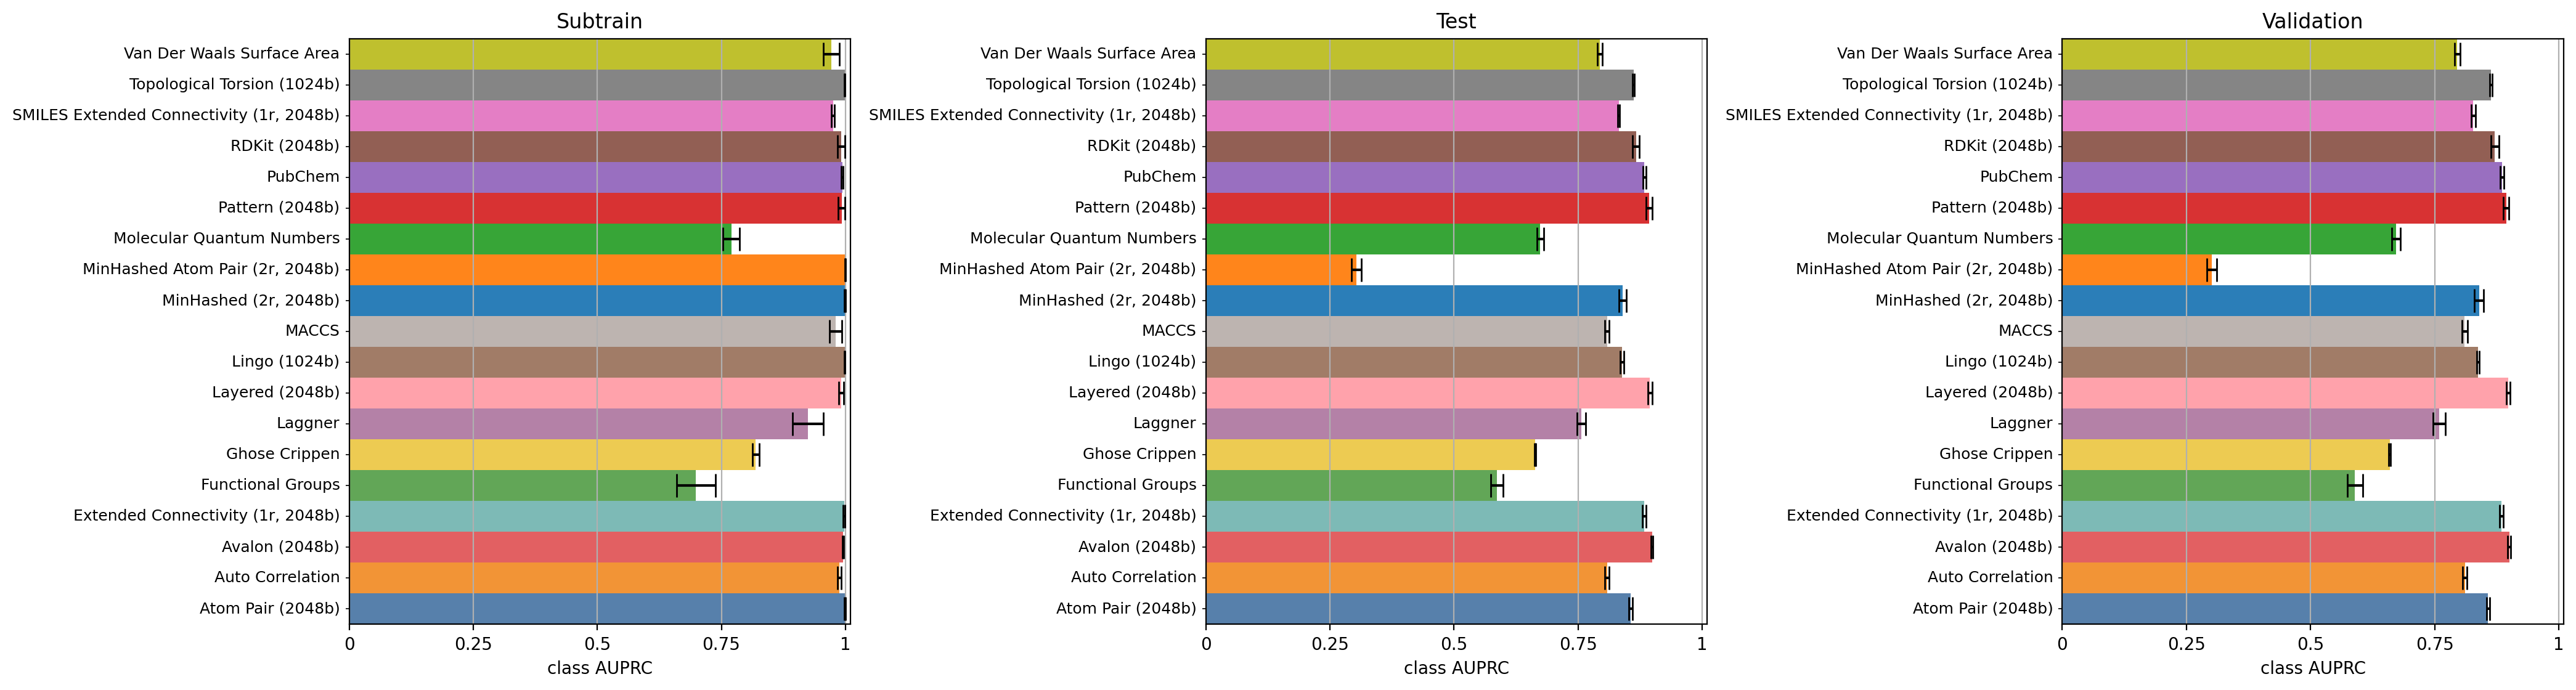 Subtrain
Van Der Waals Surface Area
Topological Torsion (1024b)
SMILES Extended Connectivity (1r, 2048b)
RDKit (2048b)
PubChem
Pattern (2048b)
Molecular Quantum Numbers
MinHashed Atom Pair (2r, 2048b)
MinHashed (2r, 2048b)
MACCS
Lingo (1024b)
Layered (2048b)
Laggner
Ghose Crippen
Functional Groups
Extended Connectivity (1r, 2048b)
Avalon (2048b)
Auto Correlation
Atom Pair (2048b)
0 0.25 0.5 0.75 1
class AUPRC
Test
Van Der Waals Surface Area
Topological Torsion (1024b)
SMILES Extended Connectivity (1r, 2048b)
RDKit (2048b)
PubChem
Pattern (2048b)
Molecular Quantum Numbers
MinHashed Atom Pair (2r, 2048b)
MinHashed (2r, 2048b)
MACCS
Lingo (1024b)
Layered (2048b)
Laggner
Ghose Crippen
Functional Groups
Extended Connectivity (1r, 2048b)
Avalon (2048b)
Auto Correlation
Atom Pair (2048b)
0 0.25 0.5 0.75 1
class AUPRC
Validation
Van Der Waals Surface Area
Topological Torsion (1024b)
SMILES Extended Connectivity (1r, 2048b)
RDKit (2048b)
PubChem
Pattern (2048b)
Molecular Quantum Numbers
MinHashed Atom Pair (2r, 2048b)
MinHashed (2r, 2048b)
MACCS
Lingo (1024b)
Layered (2048b)
Laggner
Ghose Crippen
Functional Groups
Extended Connectivity (1r, 2048b)
Avalon (2048b)
Auto Correlation
Atom Pair (2048b)
0 0.25 0.5 0.75 1
class AUPRC